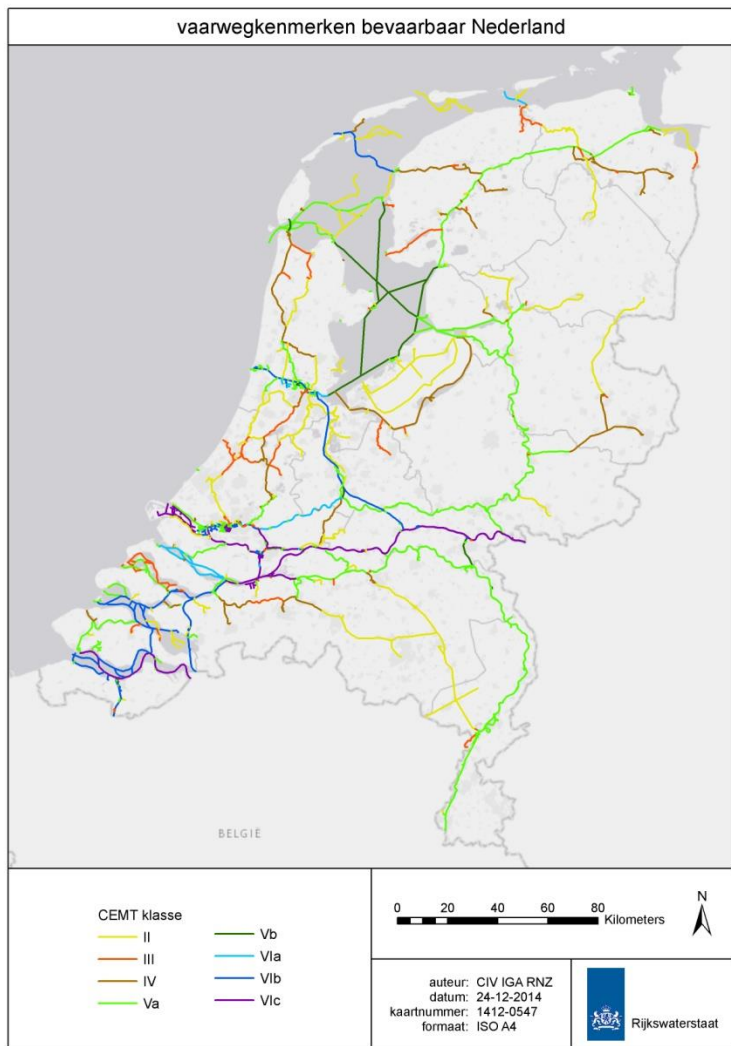 vaarwegkenmerken bevaarbaar Nederland
BELGIË
CEMT klasse
II
III
IV
Va
Vb
VIa
VIb
VIc
0 20 40 60 80
Kilometers
N
auteur: CIV IGA RNZ
datum: 24-12-2014
kaartnummer: 1412-0547
formaat: ISO A4
Rijkswaterstaat